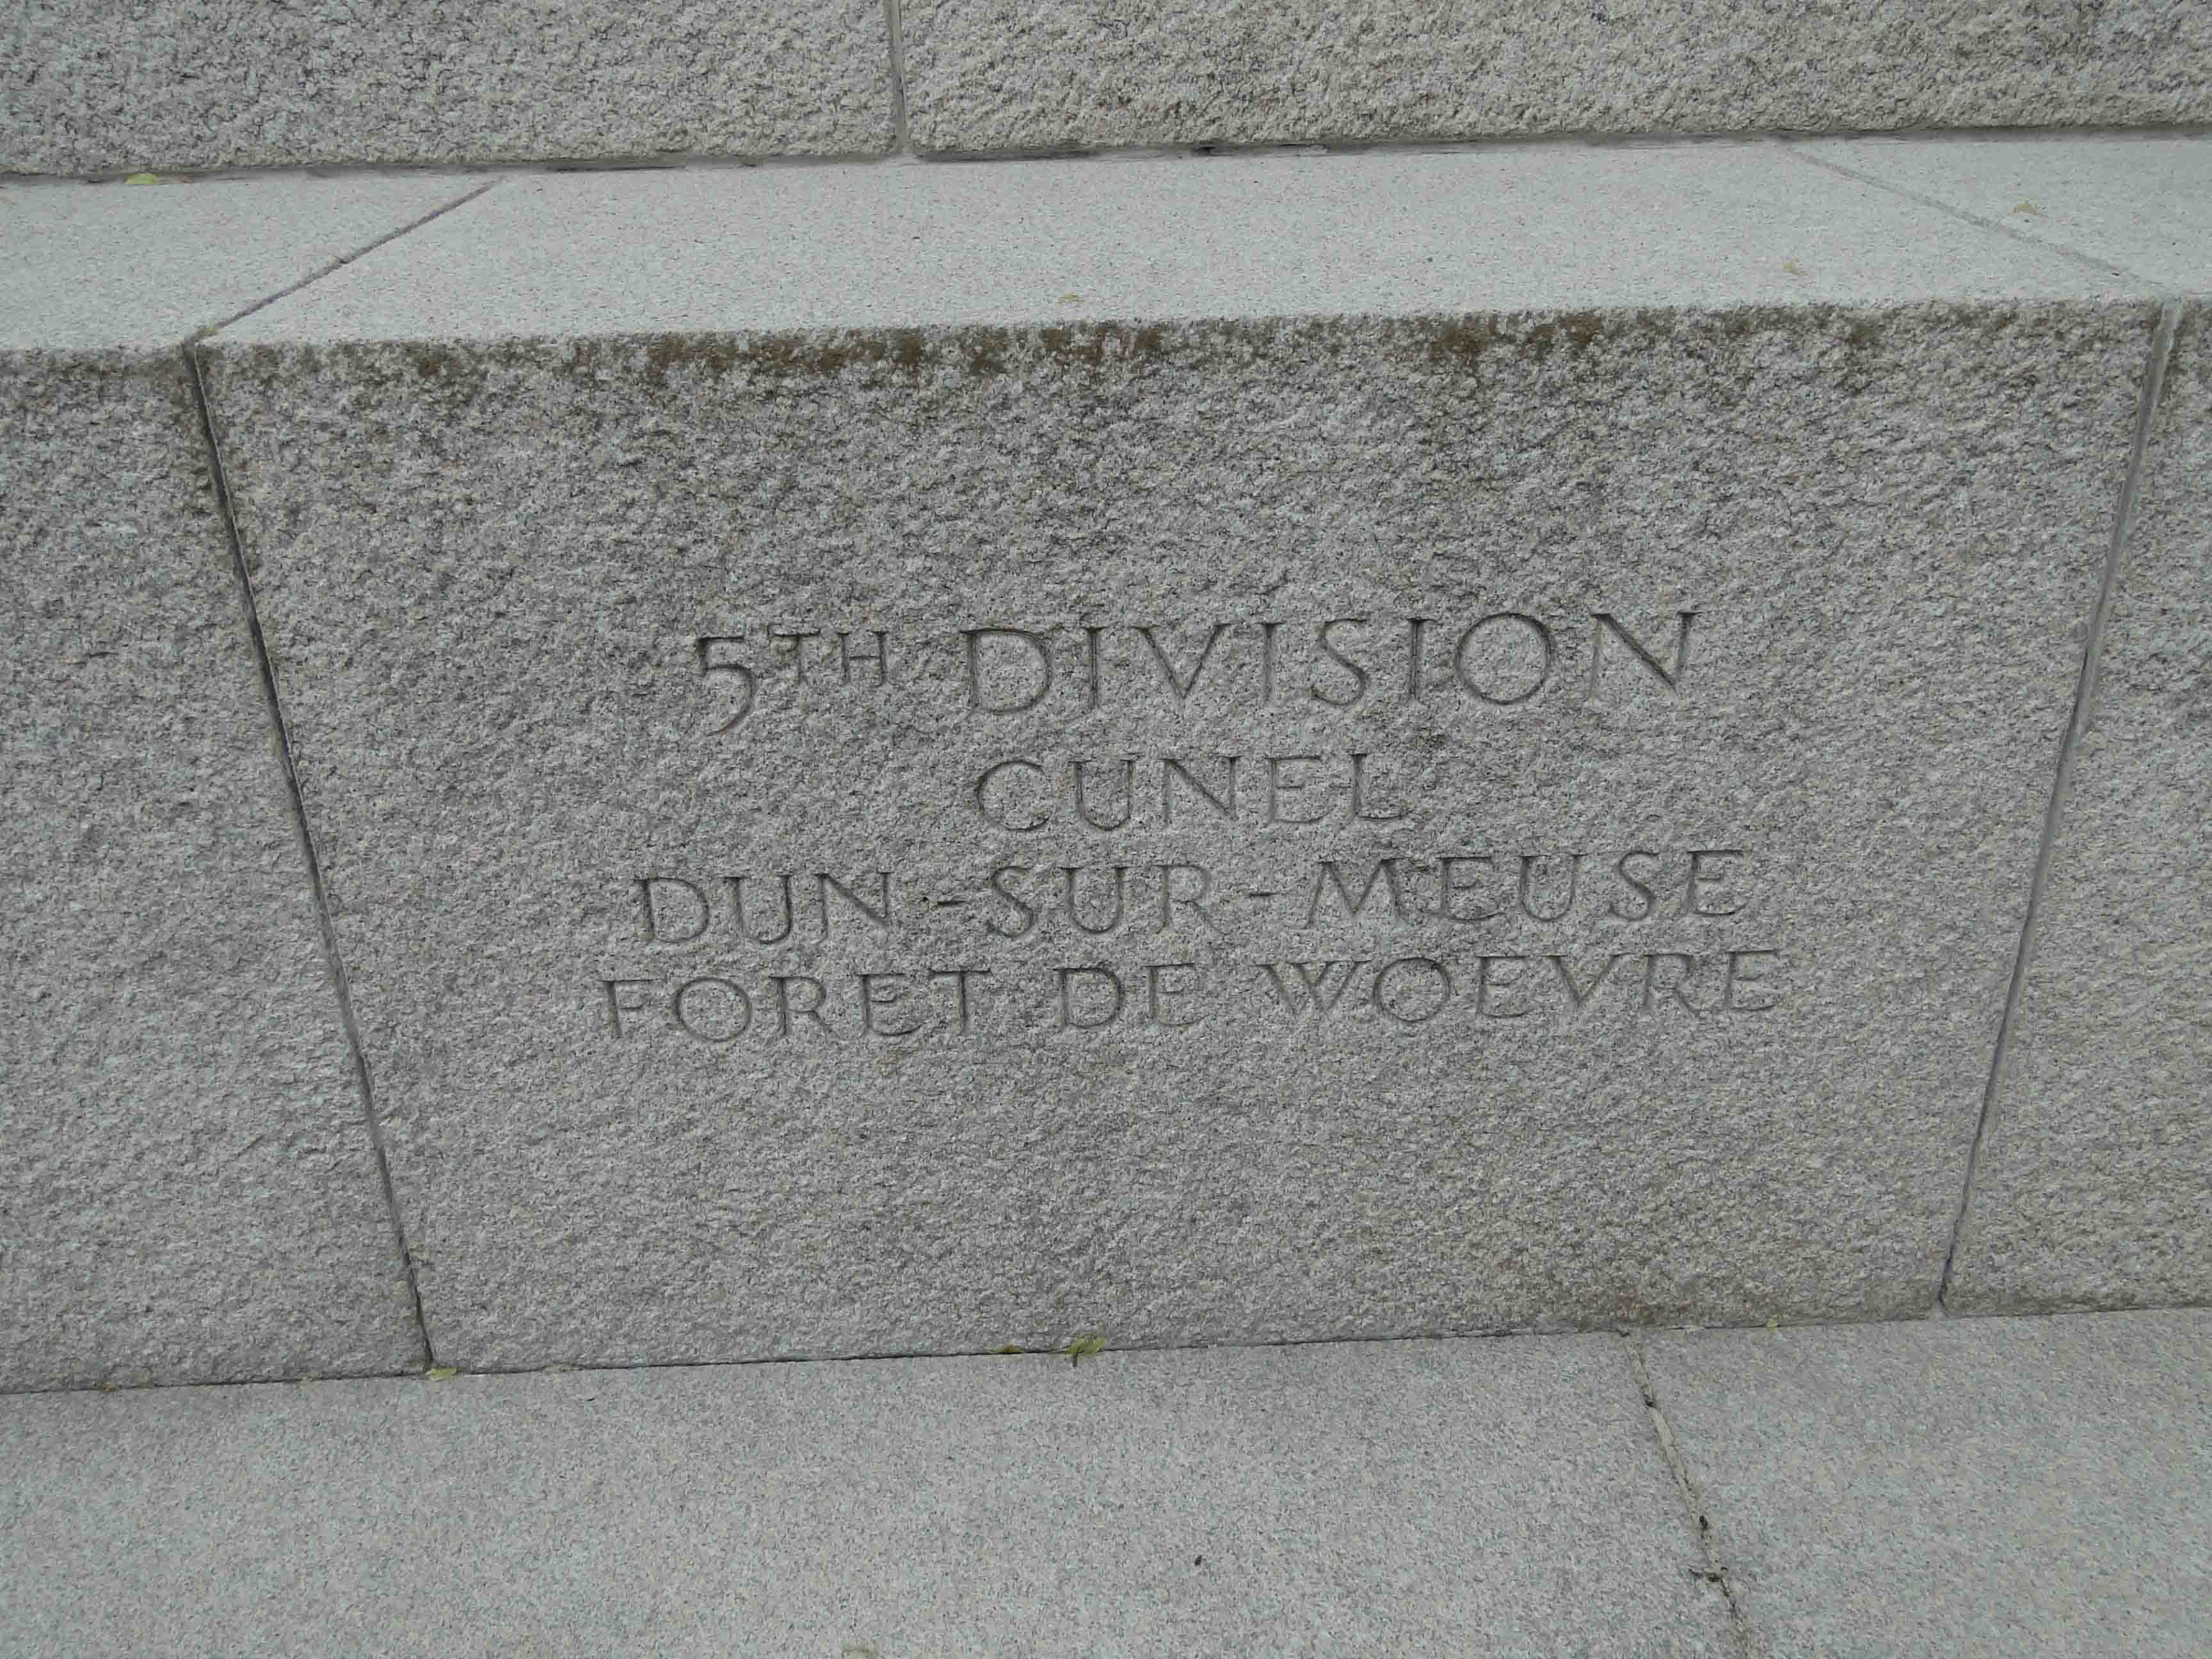 5TH DIVISION
CUNEL
DUN-SUR-MEUSE
FORET DE WOEVRE